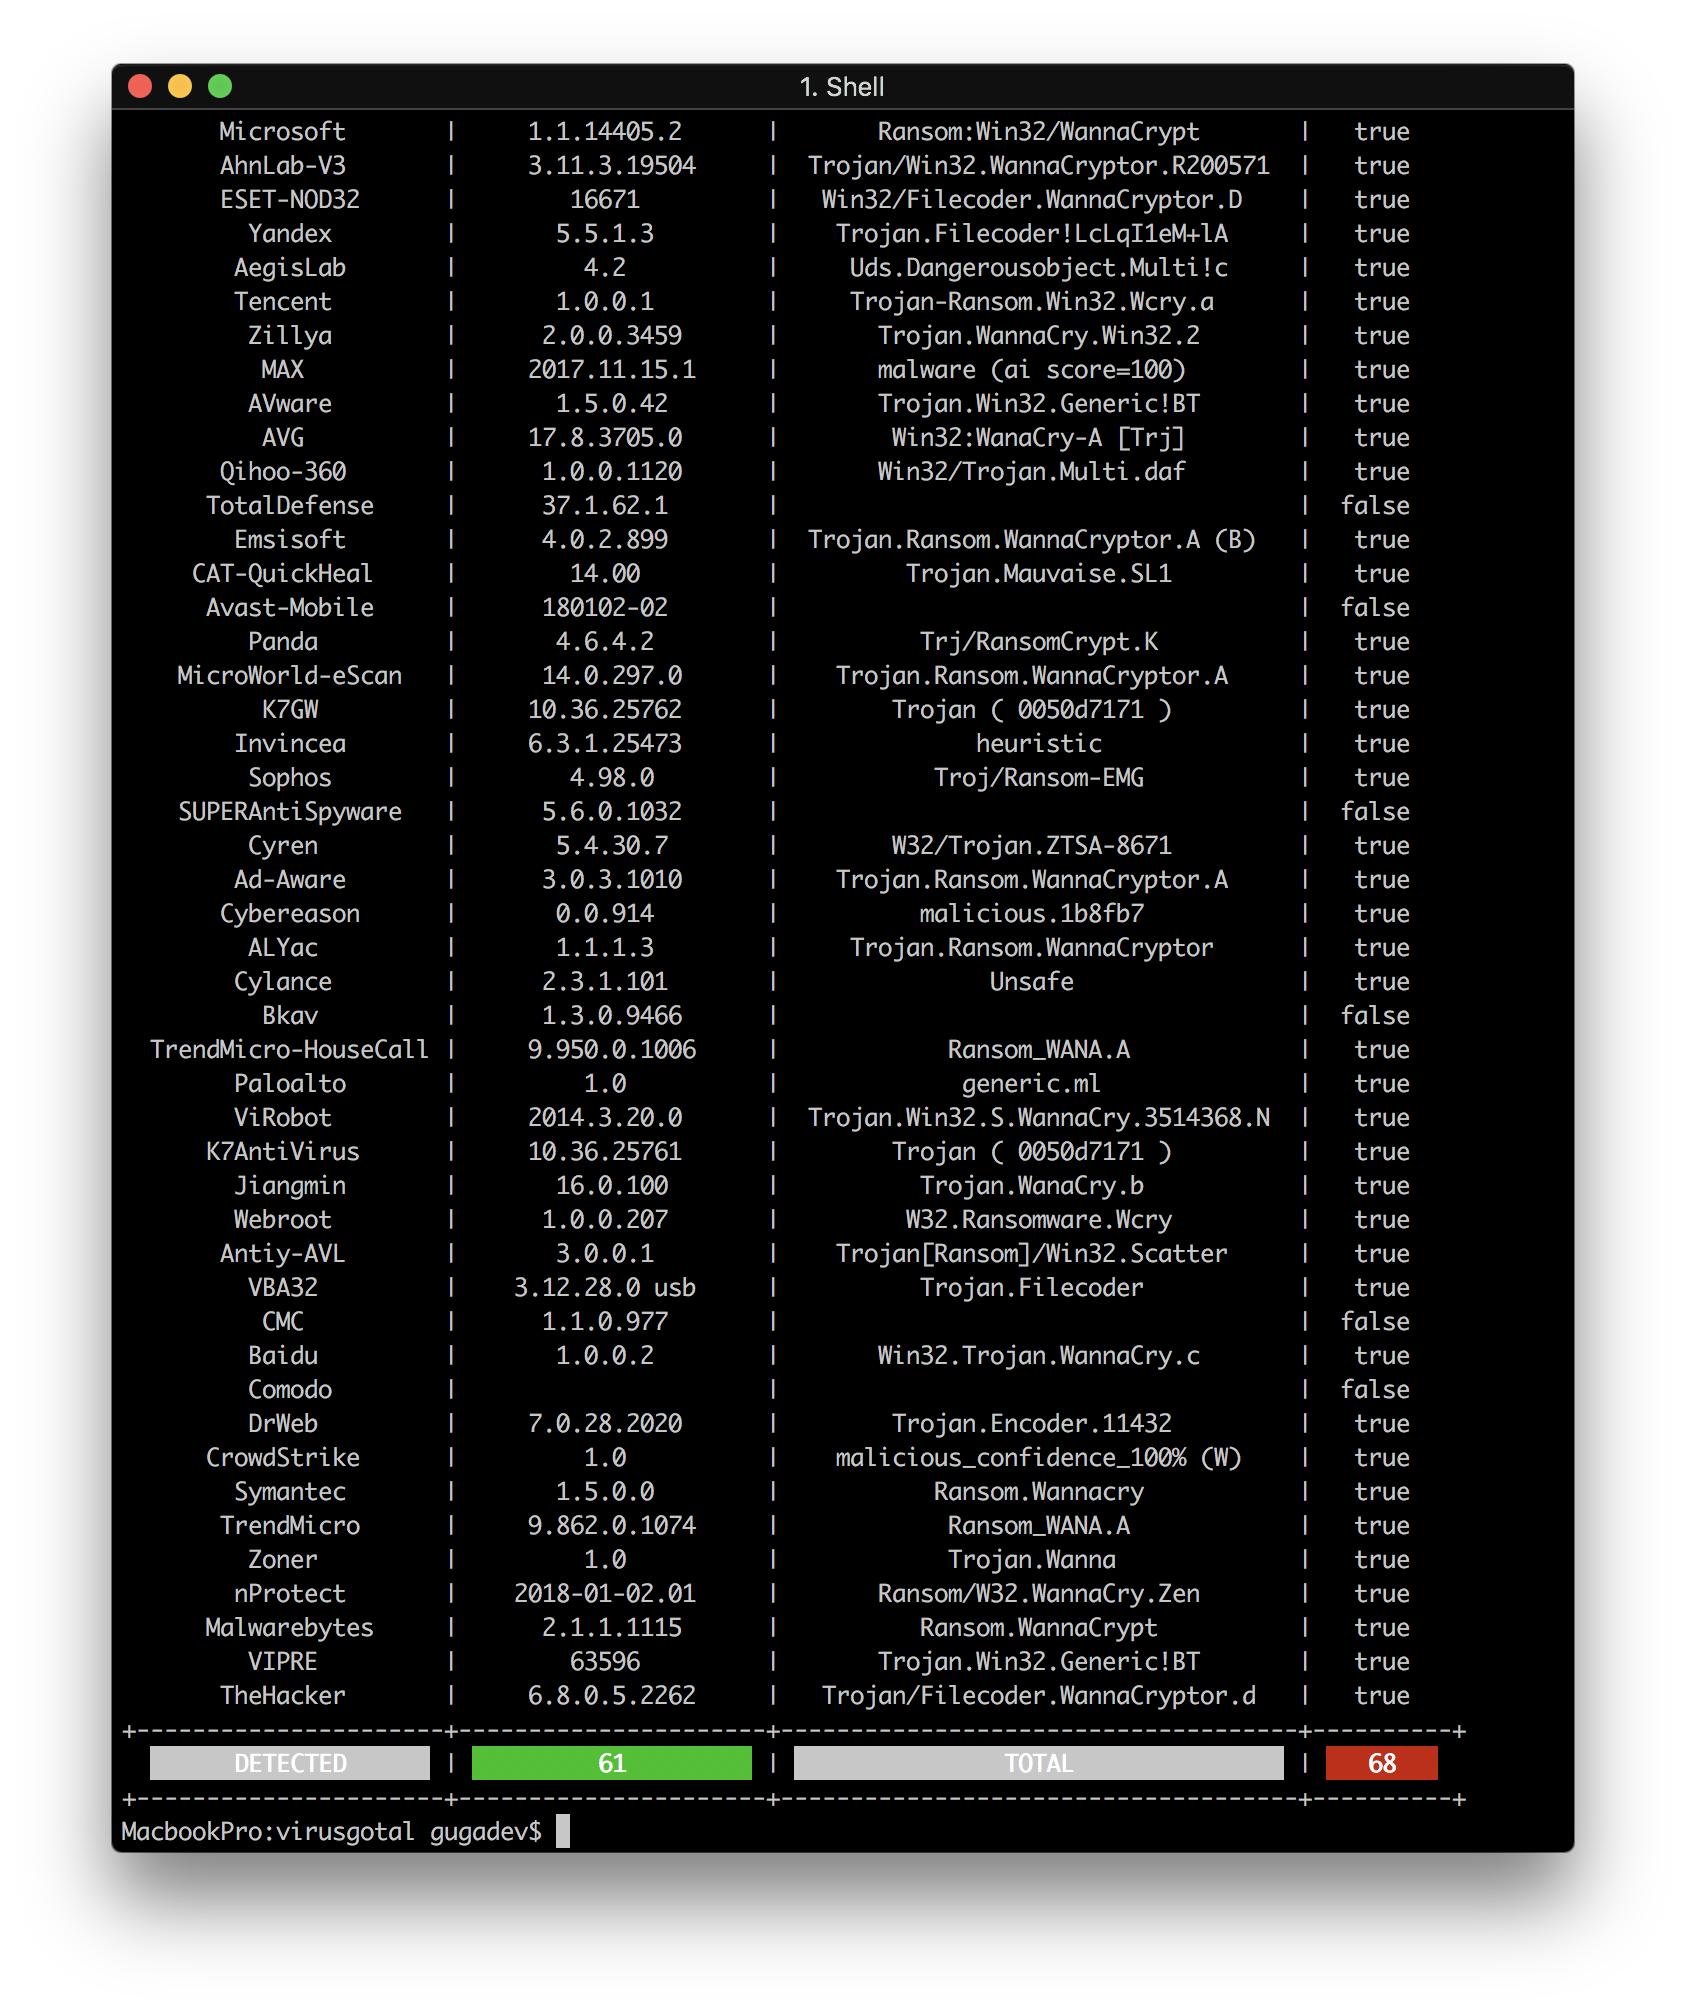 1. Shell
Microsoft | 1.1.14405.2 | Ransom:Win32/WannaCrypt | true
AhnLab-V3 | 3.11.3.19504 | Trojan/Win32.WannaCryptor.R200571 | true
ESET-NOD32 | 16671 | Win32/Filecoder.WannaCryptor.D | true
Yandex | 5.5.1.3 | Trojan.Filecoder!LcLqI1eM+lA | true
AegisLab | 4.2 | Uds.Dangerousobject.Multi!c | true
Tencent | 1.0.0.1 | Trojan-Ransom.Win32.Wcry.a | true
Zillya | 2.0.0.3459 | Trojan.WannaCry.Win32.2 | true
MAX | 2017.11.15.1 | malware (ai score=100) | true
AVware | 1.5.0.42 | Trojan.Win32.Generic!BT | true
AVG | 17.8.3705.0 | Win32:WanaCry-A [Trj] | true
Qihoo-360 | 1.0.0.1120 | Win32/Trojan.Multi.daf | true
TotalDefense | 37.1.62.1 | | false
Emsisoft | 4.0.2.899 | Trojan.Ransom.WannaCryptor.A (B) | true
CAT-QuickHeal | 14.00 | Trojan.Mauvaise.SL1 | true
Avast-Mobile | 180102-02 | | false
Panda | 4.6.4.2 | Trj/RansomCrypt.K | true
MicroWorld-eScan | 14.0.297.0 | Trojan.Ransom.WannaCryptor.A | true
K7GW | 10.36.25762 | Trojan ( 0050d7171 ) | true
Invincea | 6.3.1.25473 | heuristic | true
Sophos | 4.98.0 | Troj/Ransom-EMG | true
SUPERAntiSpyware | 5.6.0.1032 | | false
Cyren | 5.4.30.7 | W32/Trojan.ZTSA-8671 | true
Ad-Aware | 3.0.3.1010 | Trojan.Ransom.WannaCryptor.A | true
Cybereason | 0.0.914 | malicious.1b8fb7 | true
ALYac | 1.1.1.3 | Trojan.Ransom.WannaCryptor | true
Cylance | 2.3.1.101 | Unsafe | true
Bkav | 1.3.0.9466 | | false
TrendMicro-HouseCall | 9.950.0.1006 | Ransom_WANA.A | true
Paloalto | 1.0 | generic.ml | true
ViRobot | 2014.3.20.0 | Trojan.Win32.S.WannaCry.3514368.N | true
K7AntiVirus | 10.36.25761 | Trojan ( 0050d7171 ) | true
Jiangmin | 16.0.100 | Trojan.WanaCry.b | true
Webroot | 1.0.0.207 | W32.Ransomware.Wcry | true
Antiy-AVL | 3.0.0.1 | Trojan[Ransom]/Win32.Scatter | true
VBA32 | 3.12.28.0 usb | Trojan.Filecoder | true
CMC | 1.1.0.977 | | false
Baidu | 1.0.0.2 | Win32.Trojan.WannaCry.c | true
Comodo | | | false
DrWeb | 7.0.28.2020 | Trojan.Encoder.11432 | true
CrowdStrike | 1.0 | malicious_confidence_100% (W) | true
Symantec | 1.5.0.0 | Ransom.Wannacry | true
TrendMicro | 9.862.0.1074 | Ransom_WANA.A | true
Zoner | 1.0 | Trojan.Wanna | true
nProtect | 2018-01-02.01 | Ransom/W32.WannaCry.Zen | true
Malwarebytes | 2.1.1.1115 | Ransom.WannaCrypt | true
VIPRE | 63596 | Trojan.Win32.Generic!BT | true
TheHacker | 6.8.0.5.2262 | Trojan/Filecoder.WannaCryptor.d | true
+----------------------+----------------------+-------------------------------------+----------+
DETECTED | 61 | TOTAL | 68
+----------------------+----------------------+-------------------------------------+----------+
MacbookPro:virusgotal gugadev$